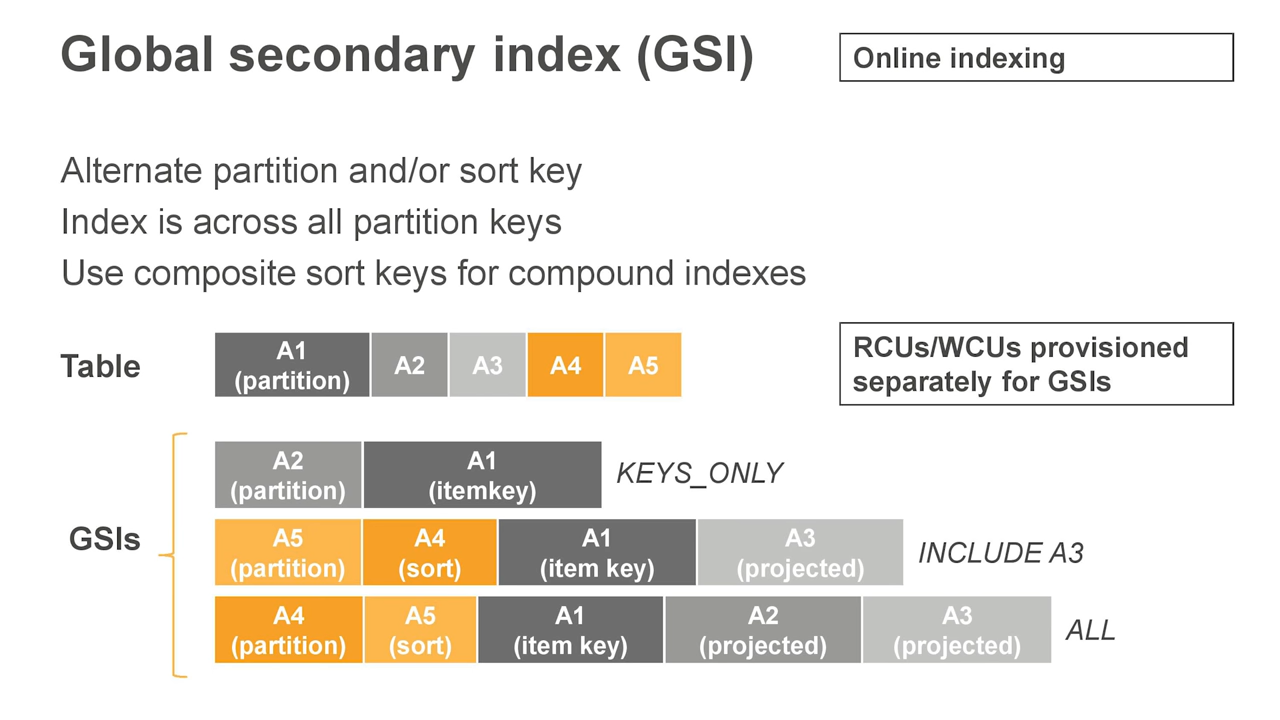 Global secondary index (GSI)
Online indexing
Alternate partition and/or sort key
Index is across all partition keys
Use composite sort keys for compound indexes
Table
A1
(partition)
A2
A3
A4
A5
RCUs/WCUs provisioned
separately for GSIs
GSIs
A2
(partition)
A1
(itemkey)
KEYS_ONLY
A5
(partition)
A4
(sort)
A1
(item key)
A3
(projected)
INCLUDE A3
A4
(partition)
A5
(sort)
A1
(item key)
A2
(projected)
A3
(projected)
ALL